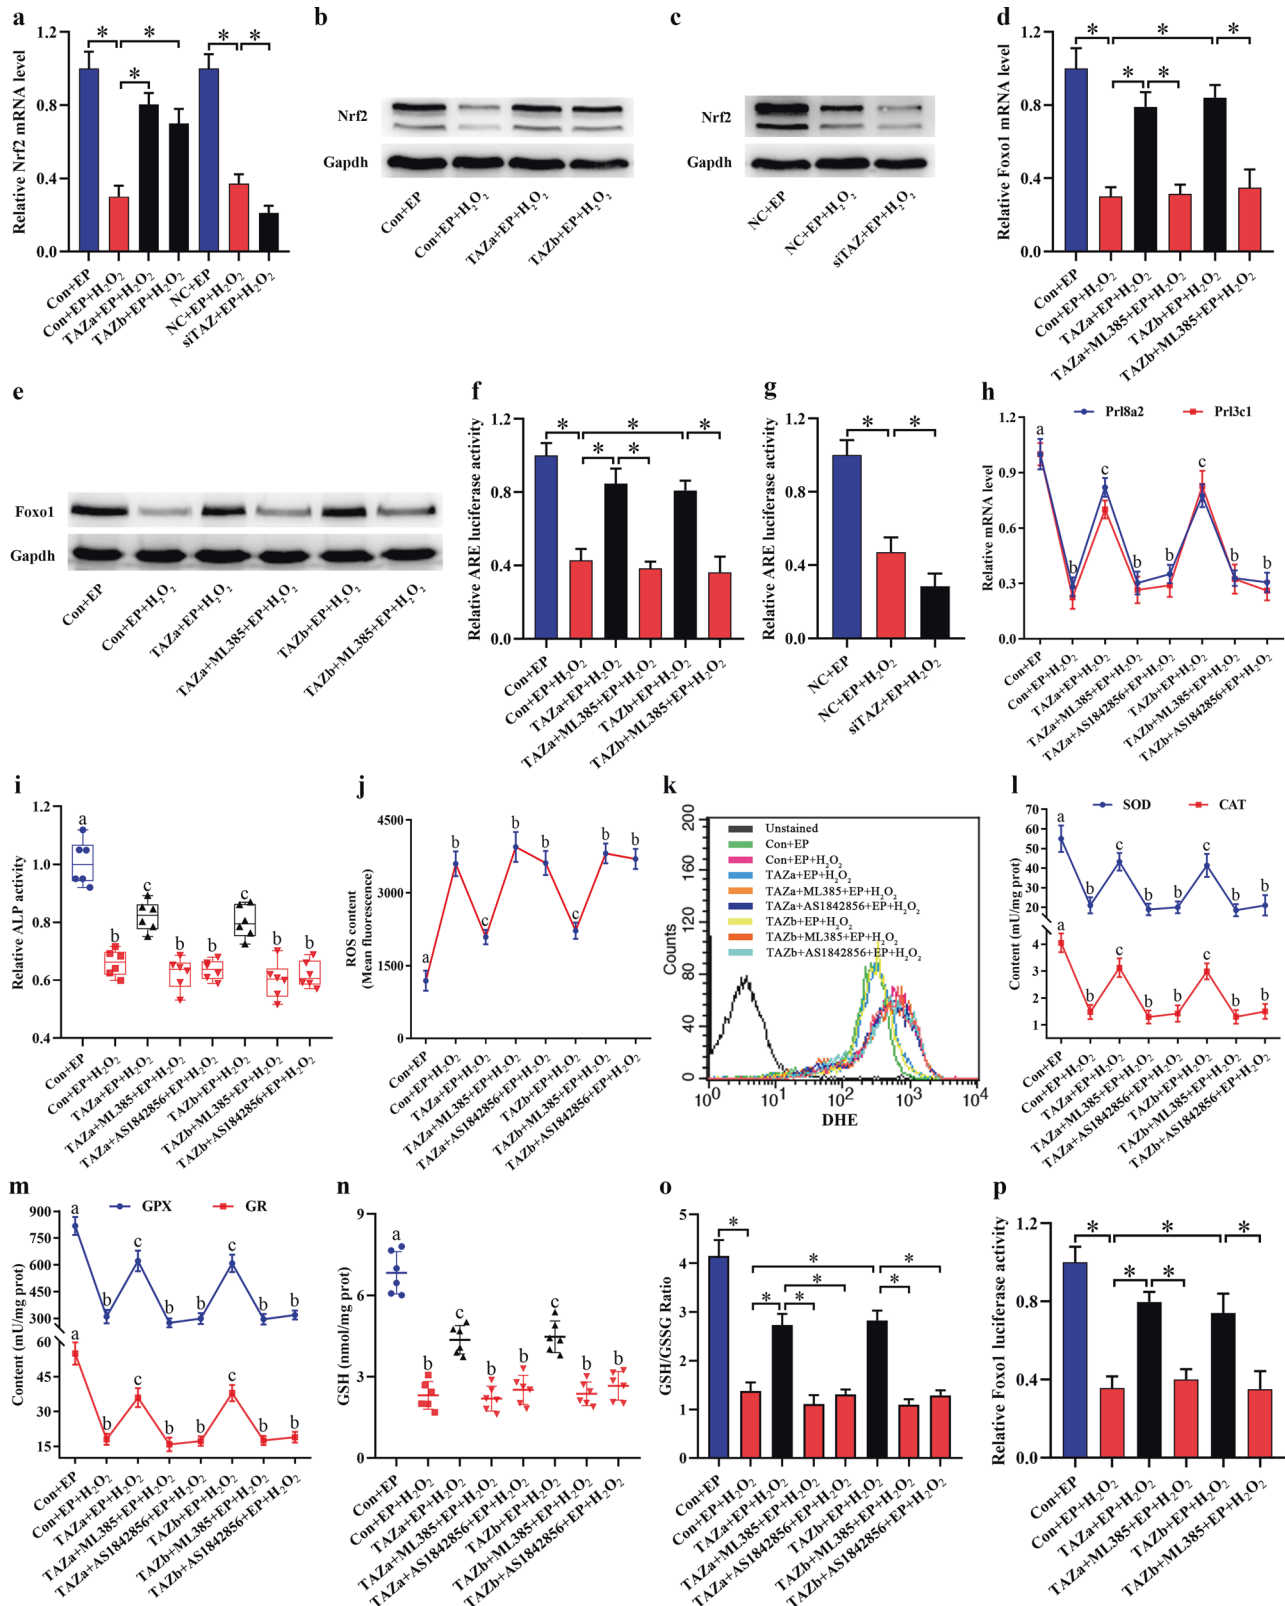 a
Relative Nrf2 mRNA level
1.2
0.8
0.4
0.0
*
*
*
*
*
Con+EP
Con+EP+H2O2
TAZa+EP+H2O2
TAZb+EP+H2O2
NC+EP
NC+EP+H2O2
siTAZ+EP+H2O2
b
Nrf2
Gapdh
Con+EP
Con+EP+H2O2
TAZa+EP+H2O2
TAZb+EP+H2O2
c
Nrf2
Gapdh
NC+EP
NC+EP+H2O2
siTAZ+EP+H2O2
d
Relative Foxo1 mRNA level
1.2
0.8
0.4
0.0
*
*
*
*
*
Con+EP
Con+EP+H2O2
TAZa+EP+H2O2
TAZa+ML385+EP+H2O2
TAZb+EP+H2O2
TAZb+ML385+EP+H2O2
e
Foxo1
Gapdh
Con+EP
Con+EP+H2O2
TAZa+EP+H2O2
TAZa+ML385+EP+H2O2
TAZb+EP+H2O2
TAZb+ML385+EP+H2O2
f
Relative ARE luciferase activity
1.2
0.8
0.4
0.0
*
*
*
*
*
Con+EP
Con+EP+H2O2
TAZa+EP+H2O2
TAZa+ML385+EP+H2O2
TAZb+EP+H2O2
TAZb+ML385+EP+H2O2
g
Relative ARE luciferase activity
1.2
0.8
0.4
0.0
*
*
NC+EP
NC+EP+H2O2
siTAZ+EP+H2O2
h
Prl8a2
Prl3c1
Relative mRNA level
1.2
0.9
0.6
0.3
0.0
a
b
c
b
b
c
b
b
Con+EP
Con+EP+H2O2
TAZa+EP+H2O2
TAZa+ML385+EP+H2O2
TAZa+AS1842856+EP+H2O2
TAZb+EP+H2O2
TAZb+ML385+EP+H2O2
TAZb+AS1842856+EP+H2O2
i
Relative ALP activity
1.2
1.0
0.8
0.6
0.4
a
b
c
b
b
c
b
b
Con+EP
Con+EP+H2O2
TAZa+EP+H2O2
TAZa+ML385+EP+H2O2
TAZa+AS1842856+EP+H2O2
TAZb+EP+H2O2
TAZb+ML385+EP+H2O2
TAZb+AS1842856+EP+H2O2
j
ROS content
(Mean fluorescence)
4500
3000
1500
0
a
b
c
b
b
c
b
b
Con+EP
Con+EP+H2O2
TAZa+EP+H2O2
TAZa+ML385+EP+H2O2
TAZa+AS1842856+EP+H2O2
TAZb+EP+H2O2
TAZb+ML385+EP+H2O2
TAZb+AS1842856+EP+H2O2
k
Counts
200
160
120
80
40
0
Unstained
Con+EP
Con+EP+H2O2
TAZa+EP+H2O2
TAZa+ML385+EP+H2O2
TAZa+AS1842856+EP+H2O2
TAZb+EP+H2O2
TAZb+ML385+EP+H2O2
TAZb+AS1842856+EP+H2O2
10^0
10^1
10^2
10^3
10^4
DHE
l
SOD
CAT
Content (mU/mg prot)
70
60
50
40
30
20
10
4
3
2
1
a
b
c
b
b
c
b
b
a
b
c
b
b
c
b
b
Con+EP
Con+EP+H2O2
TAZa+EP+H2O2
TAZa+ML385+EP+H2O2
TAZa+AS1842856+EP+H2O2
TAZb+EP+H2O2
TAZb+ML385+EP+H2O2
TAZb+AS1842856+EP+H2O2
m
GPX
GR
Content (mU/mg prot)
900
750
600
450
300
60
45
30
15
a
b
c
b
b
c
b
b
a
b
c
b
b
c
b
b
Con+EP
Con+EP+H2O2
TAZa+EP+H2O2
TAZa+ML385+EP+H2O2
TAZa+AS1842856+EP+H2O2
TAZb+EP+H2O2
TAZb+ML385+EP+H2O2
TAZb+AS1842856+EP+H2O2
n
GSH (nmol/mg prot)
9
6
3
0
a
b
c
b
b
c
b
b
Con+EP
Con+EP+H2O2
TAZa+EP+H2O2
TAZa+ML385+EP+H2O2
TAZa+AS1842856+EP+H2O2
TAZb+EP+H2O2
TAZb+ML385+EP+H2O2
TAZb+AS1842856+EP+H2O2
o
GSH/GSSG Ratio
5
4
3
2
1
0
*
*
*
*
*
*
*
Con+EP
Con+EP+H2O2
TAZa+EP+H2O2
TAZa+ML385+EP+H2O2
TAZa+AS1842856+EP+H2O2
TAZb+EP+H2O2
TAZb+ML385+EP+H2O2
TAZb+AS1842856+EP+H2O2
p
Relative Foxo1 luciferase activity
1.2
0.8
0.4
0.0
*
*
*
*
*
Con+EP
Con+EP+H2O2
TAZa+EP+H2O2
TAZa+ML385+EP+H2O2
TAZb+EP+H2O2
TAZb+ML385+EP+H2O2